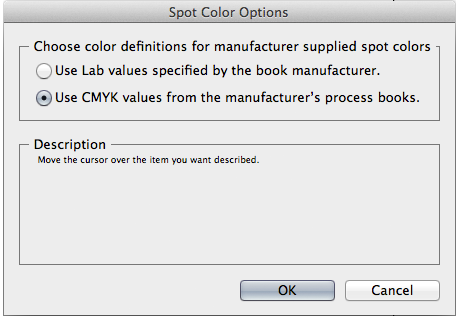 Spot Color Options
Choose color definitions for manufacturer supplied spot colors
Use Lab values specified by the book manufacturer.
Use CMYK values from the manufacturer's process books.
Description
Move the cursor over the item you want described.
OK
Cancel